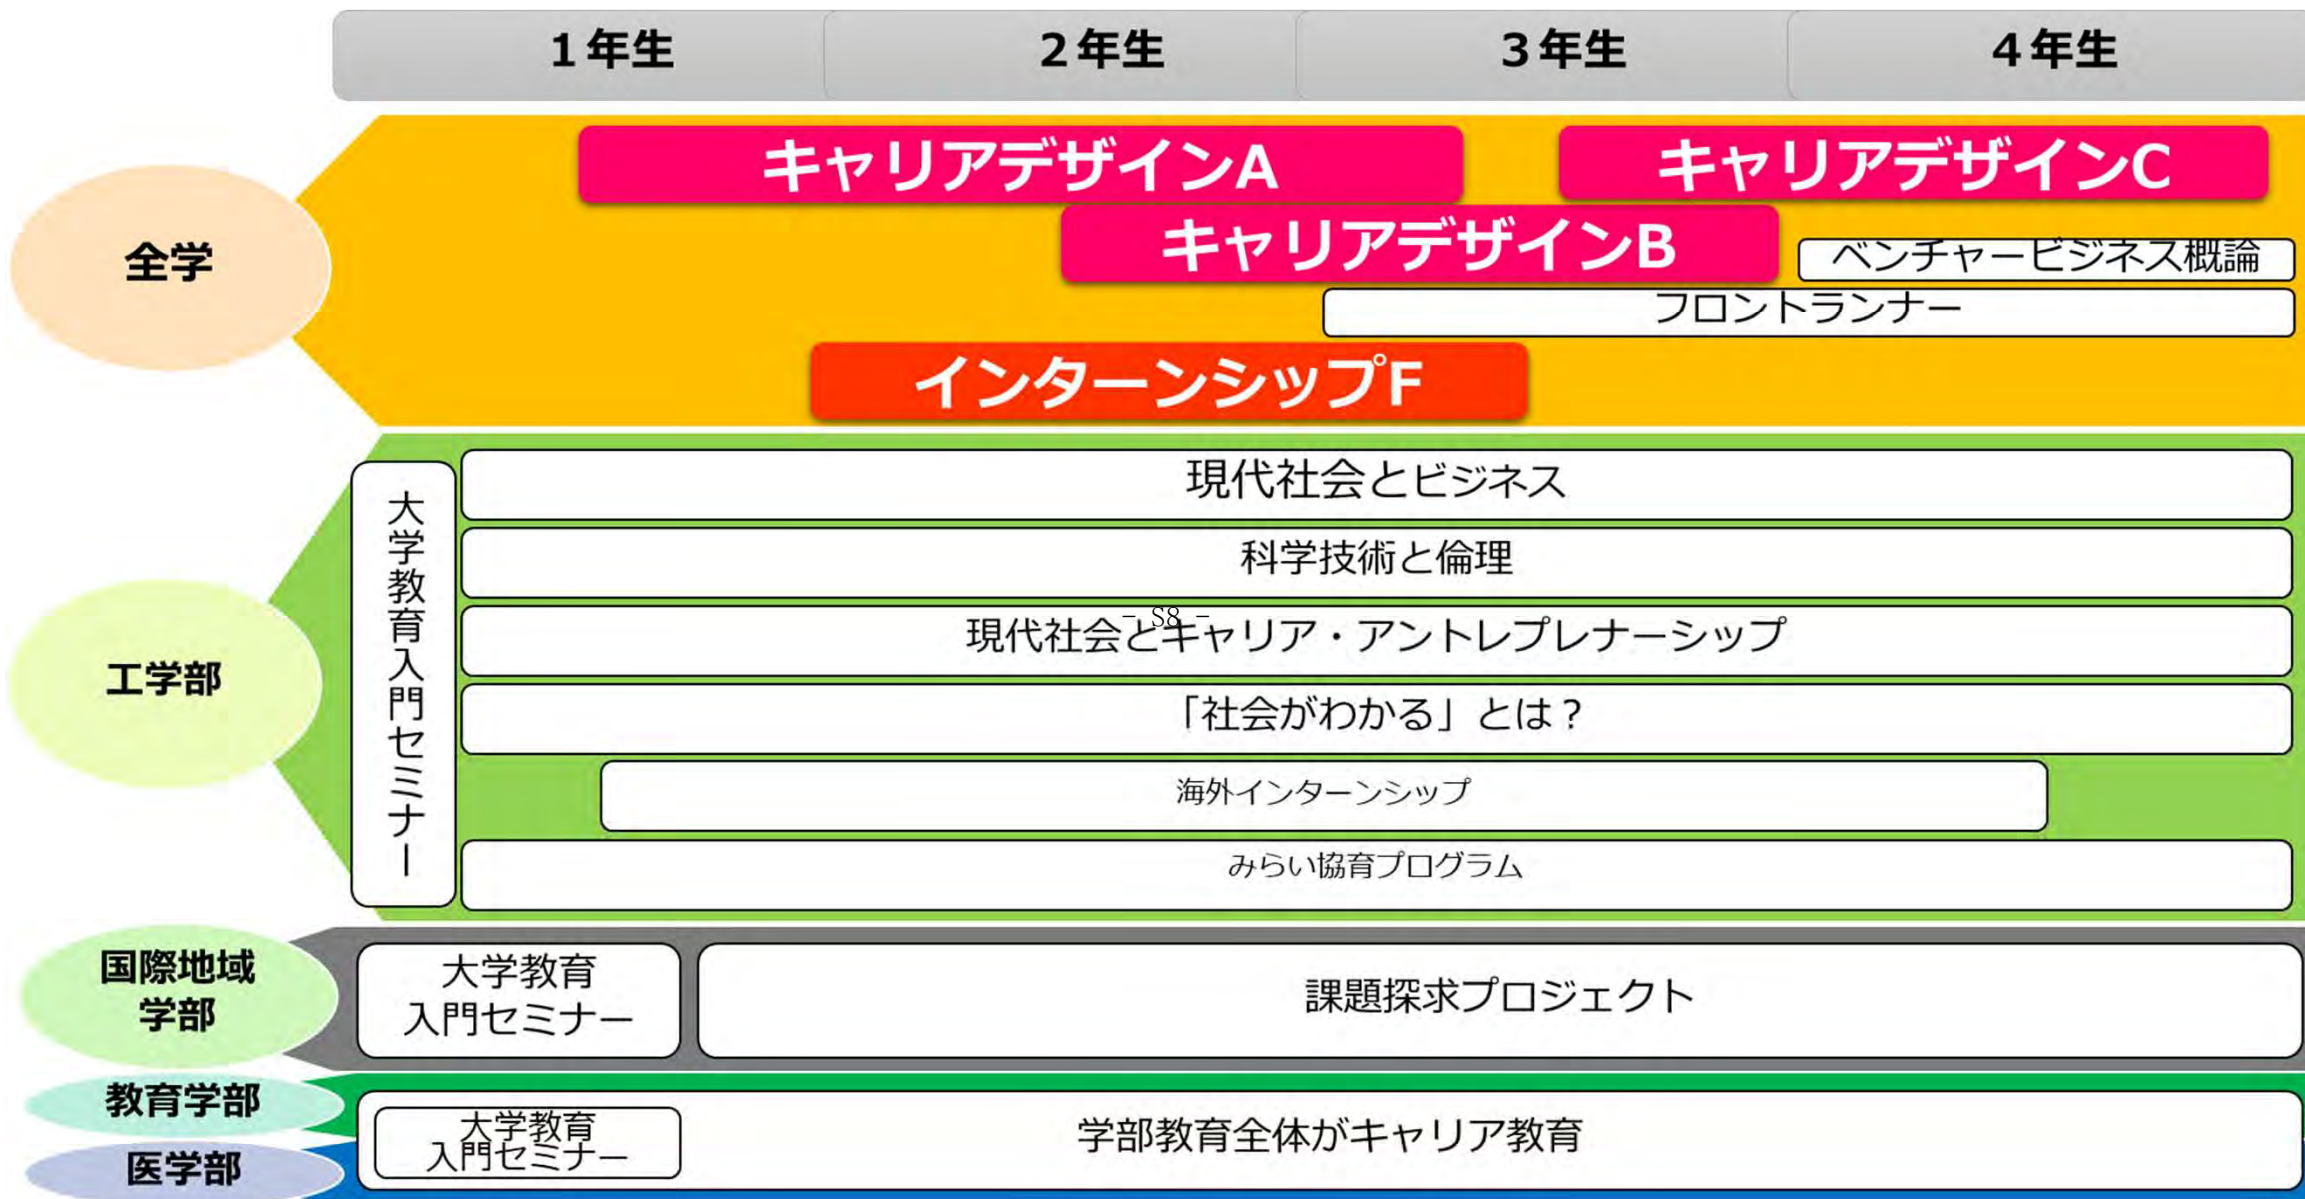 1年生
2年生
3年生
4年生
全学
キャリアデザインA
キャリアデザインC
キャリアデザインB
ベンチャービジネス概論
フロントランナー
インターンシップF
工学部
大学教育入門セミナー
現代社会とビジネス
科学技術と倫理
- S8 -
現代社会とキャリア・アントレプレナーシップ
「社会がわかる」とは？
海外インターンシップ
みらい協育プログラム
国際地域
学部
大学教育
入門セミナー
課題探求プロジェクト
教育学部
医学部
大学教育
入門セミナー
学部教育全体がキャリア教育